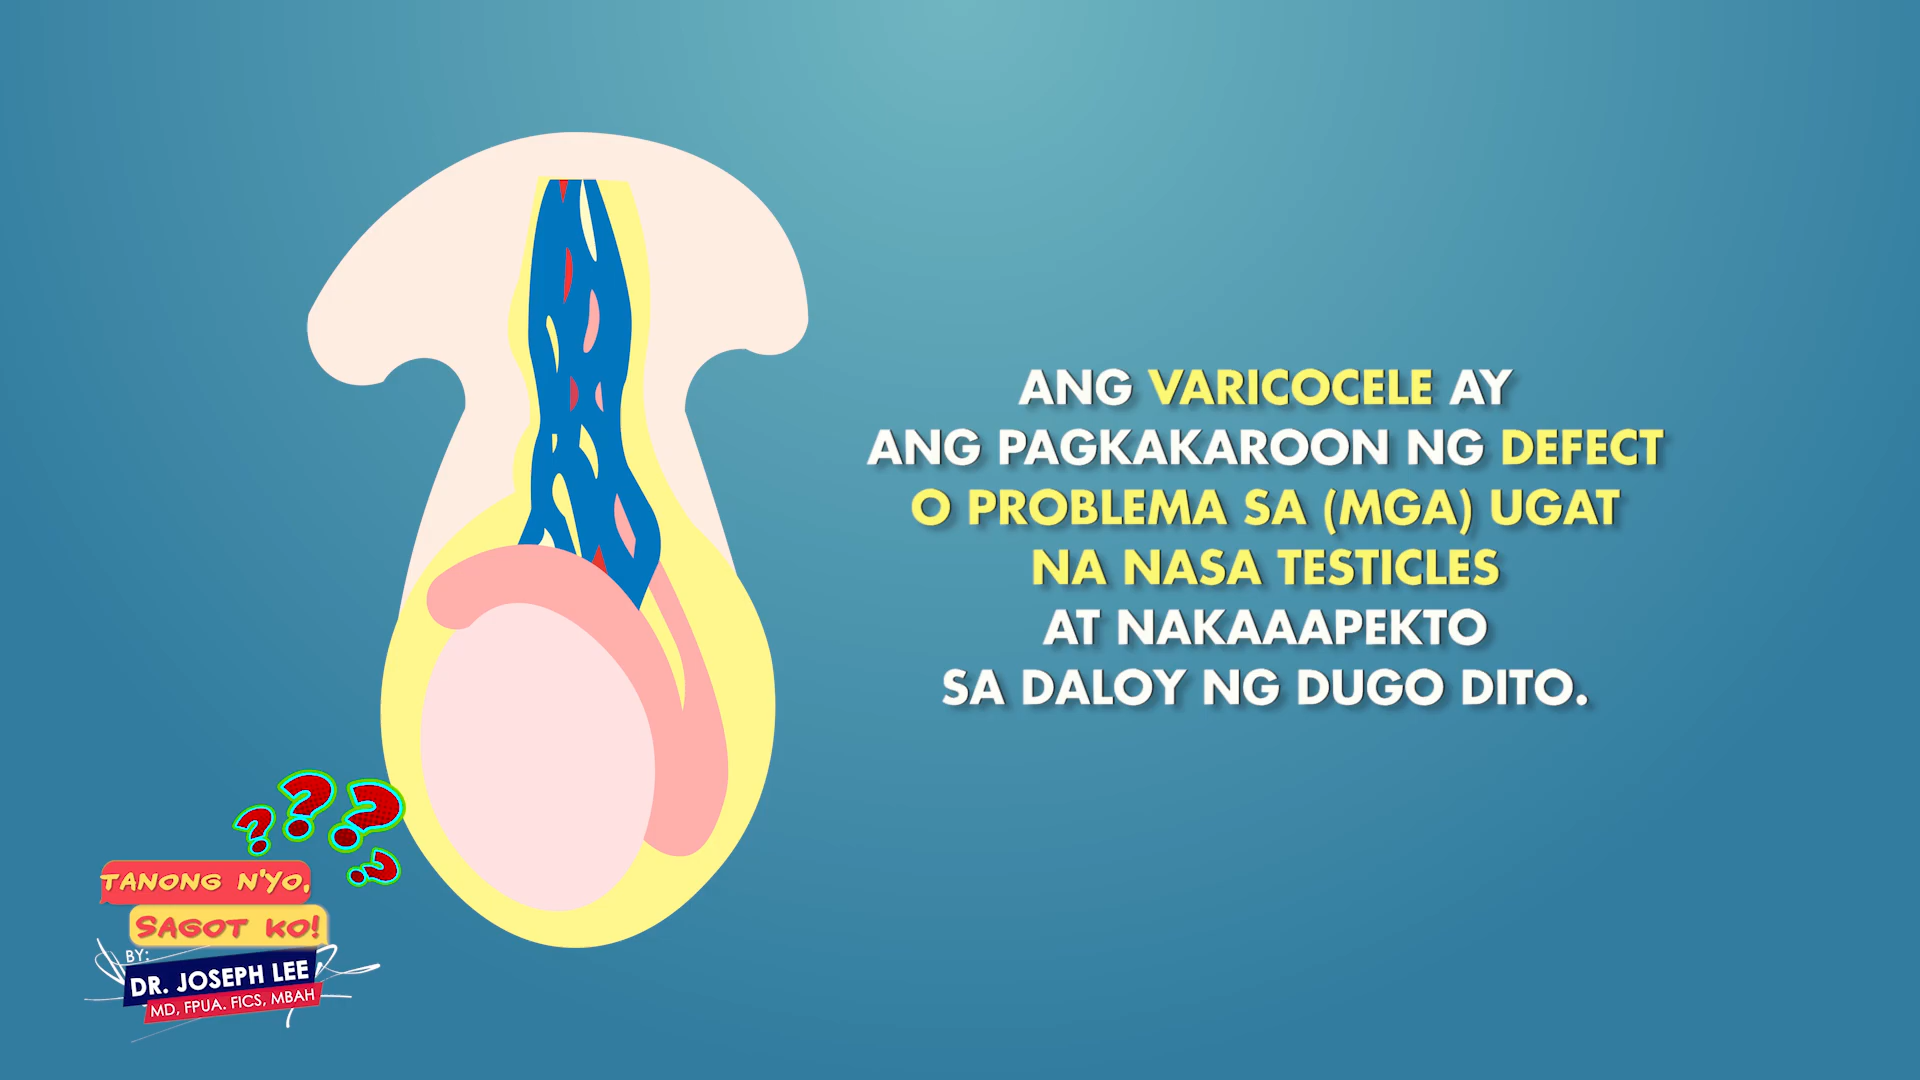 ANG VARICOCELE AY
ANG PAGKAKAROON NG DEFECT
O PROBLEMA SA (MGA) UGAT
NA NASA TESTICLES
AT NAKAAAPEKTO
SA DALOY NG DUGO DITO.
????
TANONG N'YO,
SAGOT KO!
BY:
DR. JOSEPH LEE
MD, FPUA. FICS, MBAH